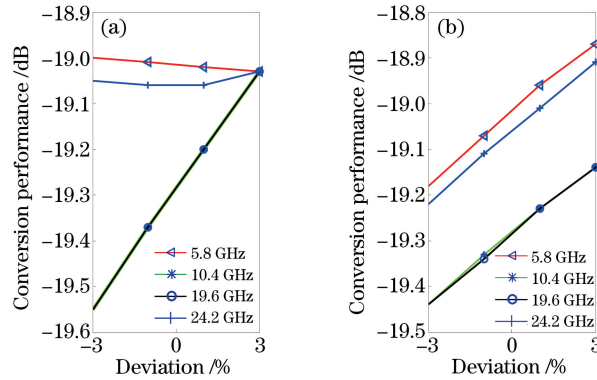 (a)
Conversion performance /dB
−18.9
−19.0
−19.1
−19.2
−19.3
−19.4
−19.5
−19.6
5.8 GHz
10.4 GHz
19.6 GHz
24.2 GHz
−3
0
3
Deviation /%
(b)
Conversion performance /dB
−18.8
−18.9
−19.0
−19.1
−19.2
−19.3
−19.4
−19.5
5.8 GHz
10.4 GHz
19.6 GHz
24.2 GHz
−3
0
3
Deviation /%